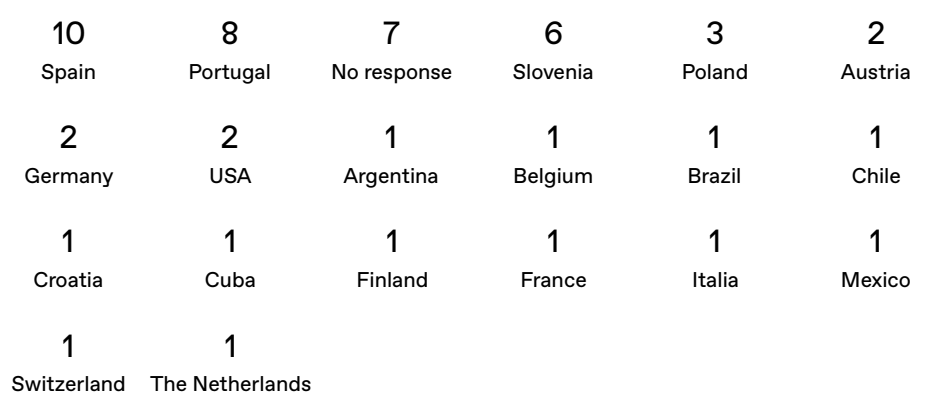 10 8 7 6 3 2
Spain Portugal No response Slovenia Poland Austria
2 2 1 1 1 1
Germany USA Argentina Belgium Brazil Chile
1 1 1 1 1 1
Croatia Cuba Finland France Italia Mexico
1 1
Switzerland The Netherlands